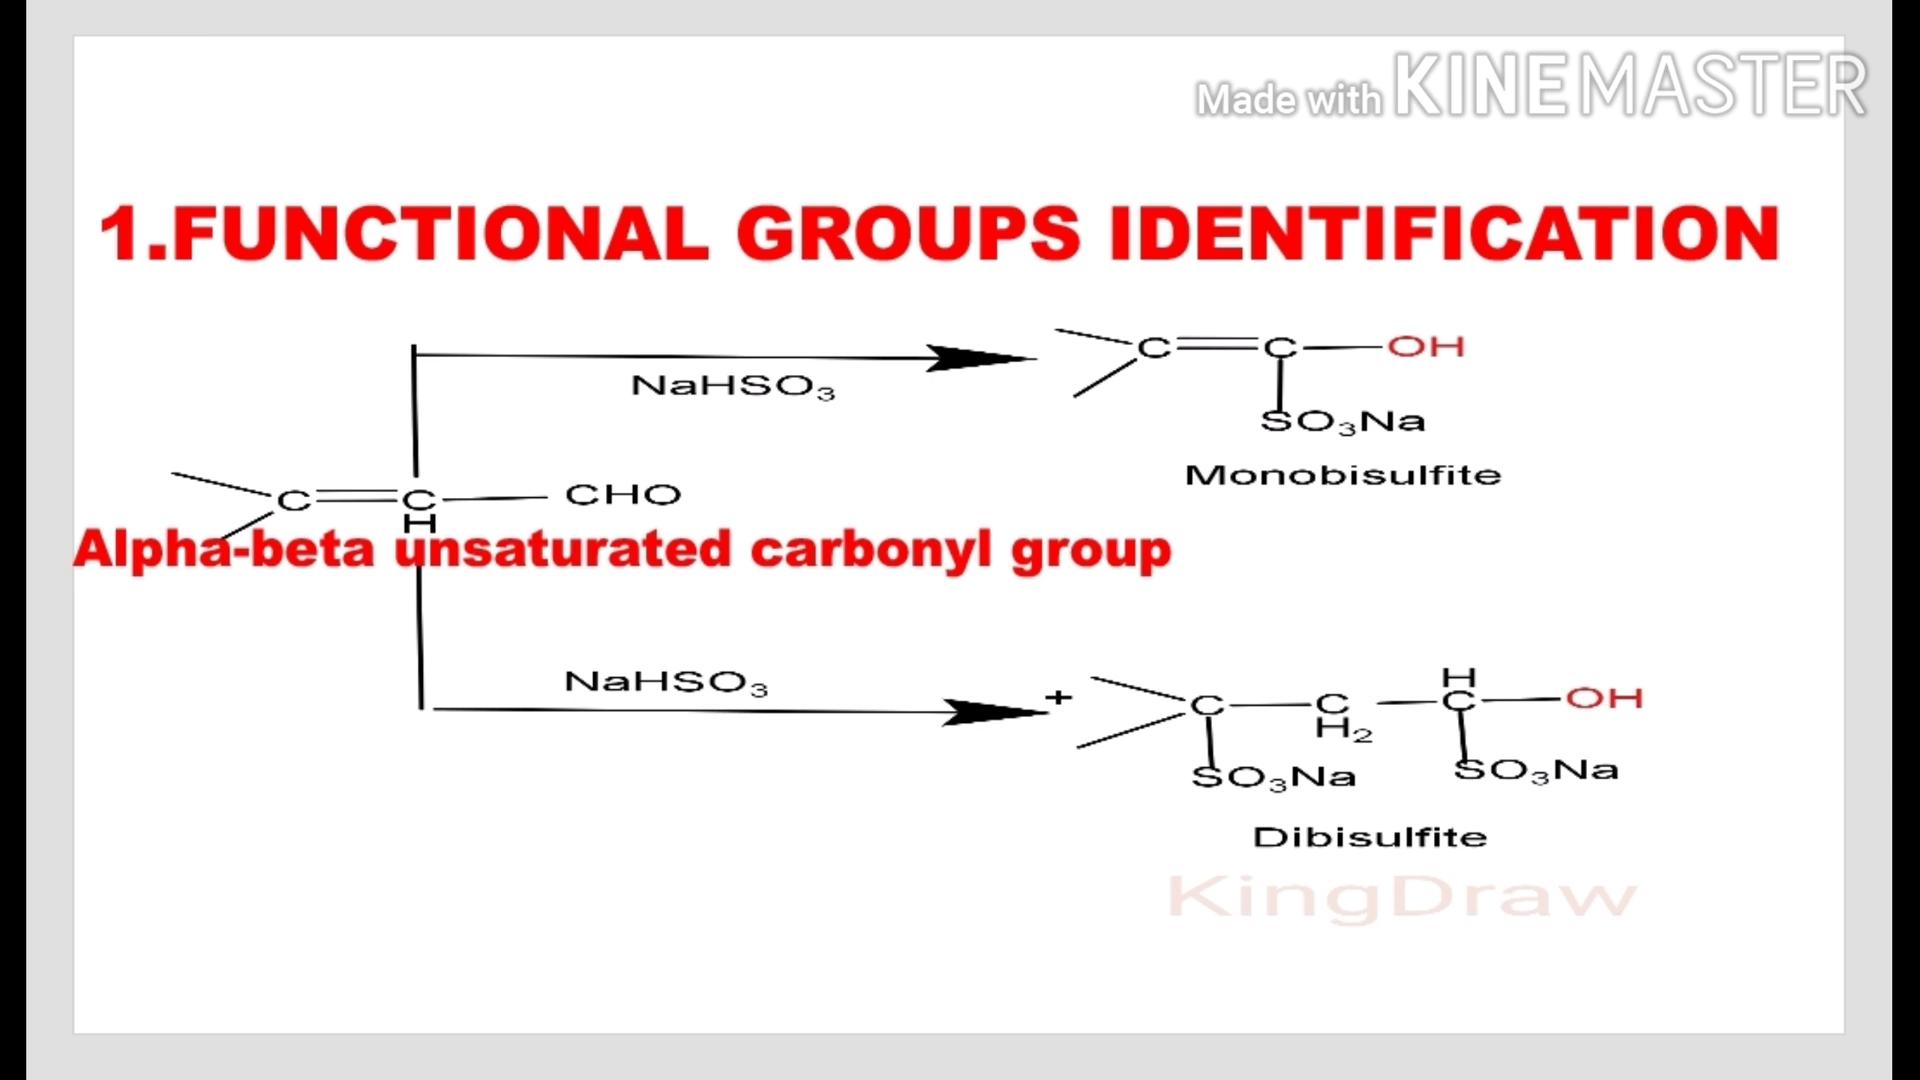 Made with KINEMASTER
1.FUNCTIONAL GROUPS IDENTIFICATION
C C OH
NaHSO3
SO3Na
Monobisulfite
C C CHO
H
Alpha-beta unsaturated carbonyl group
NaHSO3
H
+ C C C OH
H2
SO3Na SO3Na
Dibisulfite
KingDraw